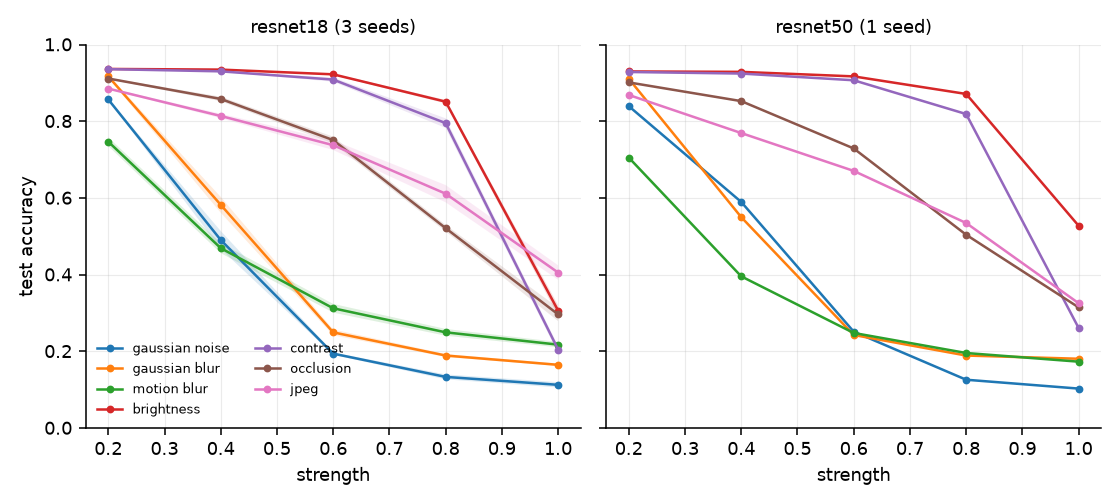 resnet18 (3 seeds)
resnet50 (1 seed)
test accuracy
1.0
0.8
0.6
0.4
0.2
0.0
gaussian noise
gaussian blur
motion blur
brightness
contrast
occlusion
jpeg
0.2 0.3 0.4 0.5 0.6 0.7 0.8 0.9 1.0
strength
0.2 0.3 0.4 0.5 0.6 0.7 0.8 0.9 1.0
strength